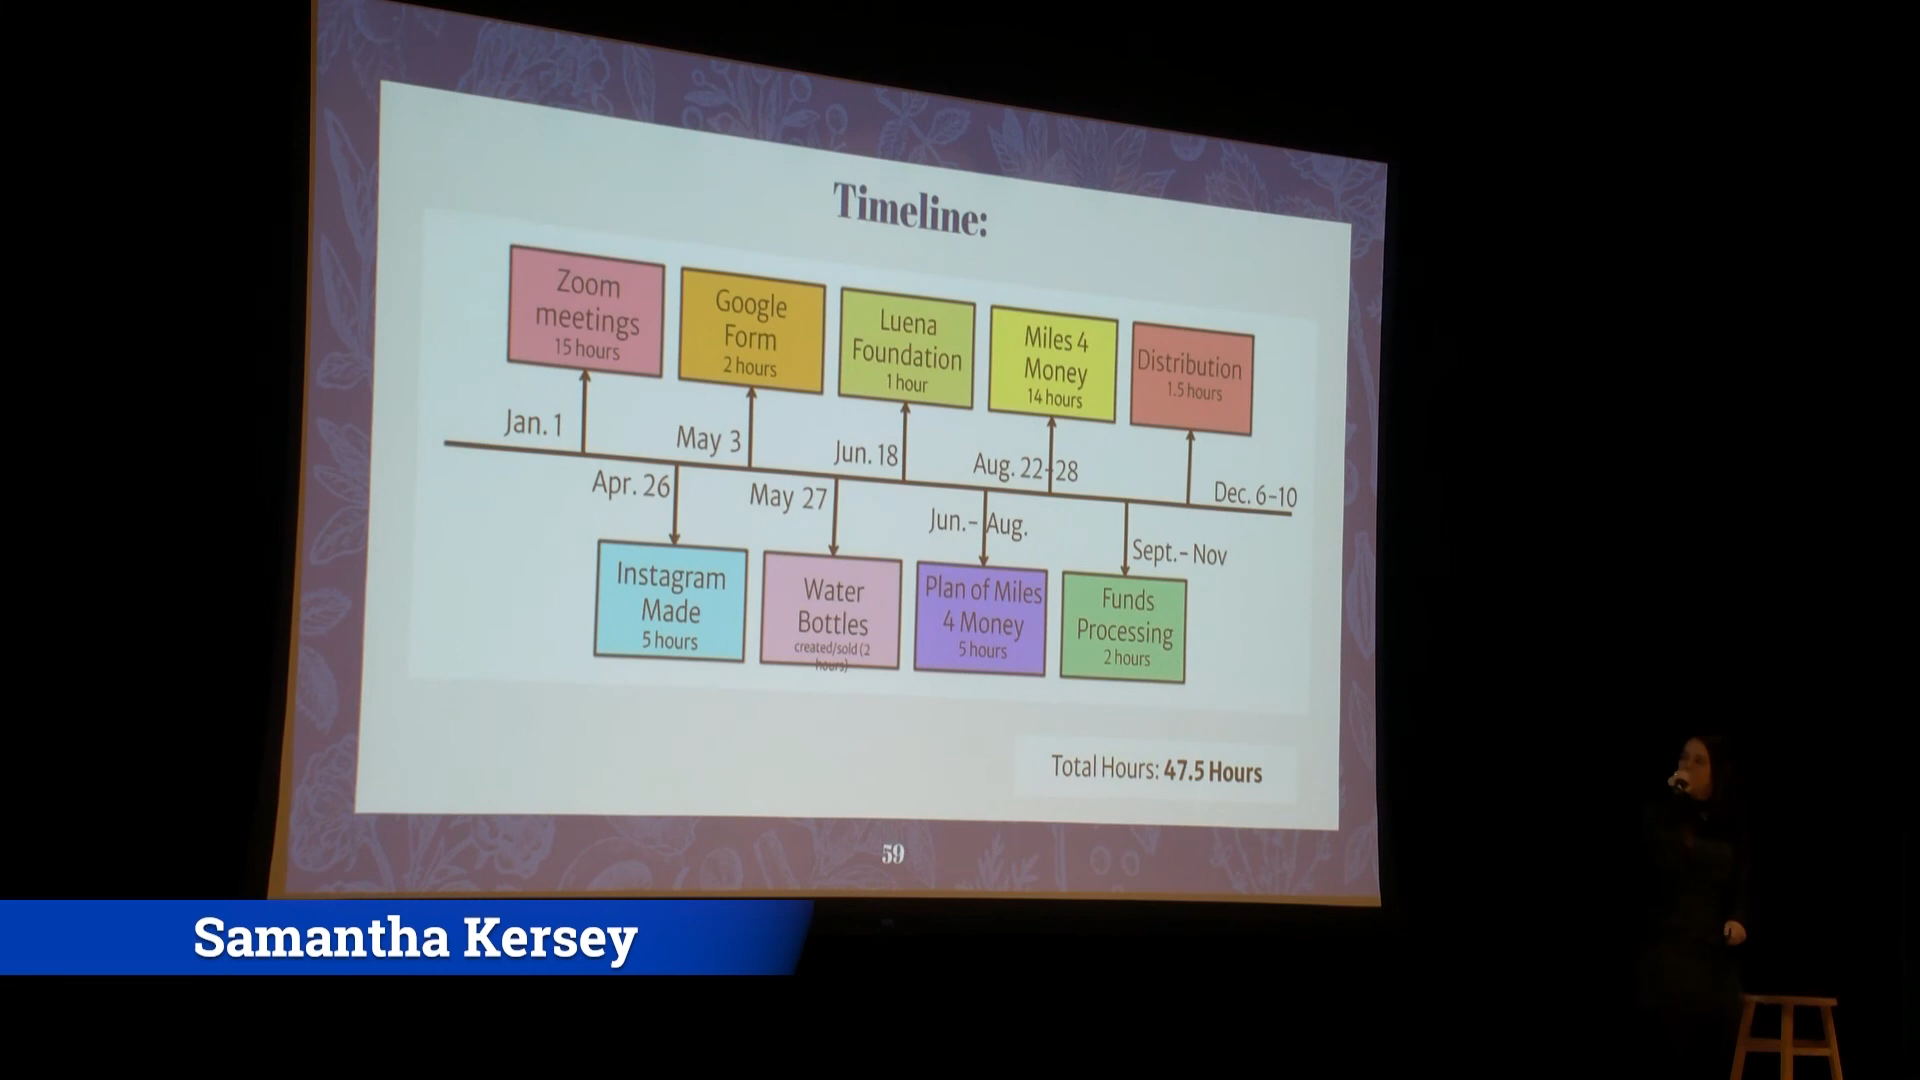 Timeline:
Zoom
meetings
15 hours
Google
Form
2 hours
Luena
Foundation
1 hour
Miles 4
Money
14 hours
Distribution
1.5 hours
Jan. 1
May 3
Jun. 18
Aug. 22-28
Dec. 6-10
Apr. 26
May 27
Jun.- Aug.
Sept.- Nov
Instagram
Made
5 hours
Water
Bottles
created/sold (2
hours)
Plan of Miles
4 Money
5 hours
Funds
Processing
2 hours
Total Hours: 47.5 Hours
59
Samantha Kersey